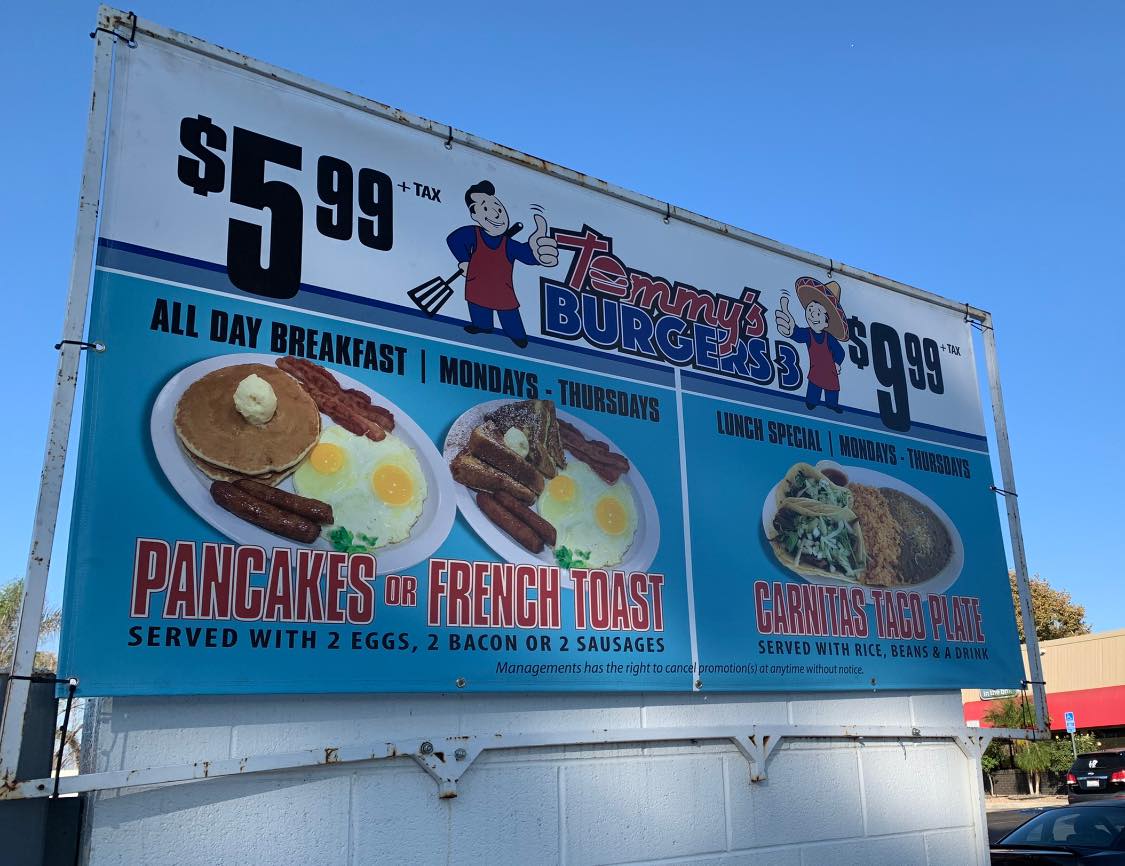 $5.99 + TAX
Tommy's
BURGERS 3
$9.99 + TAX
ALL DAY BREAKFAST | MONDAYS - THURSDAYS
PANCAKES OR FRENCH TOAST
SERVED WITH 2 EGGS, 2 BACON OR 2 SAUSAGES
LUNCH SPECIAL | MONDAYS - THURSDAYS
CARNITAS TACO PLATE
SERVED WITH RICE, BEANS & A DRINK
Managements has the right to cancel promotion(s) at anytime without notice.